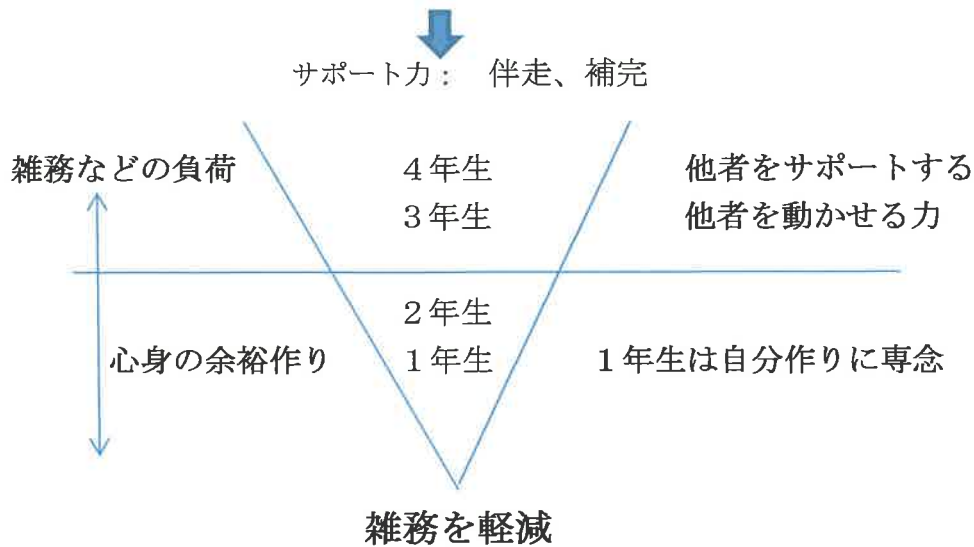 サポート力： 伴走、補完
雑務などの負荷 ４年生 他者をサポートする
３年生 他者を動かせる力
２年生
心身の余裕作り １年生 １年生は自分作りに専念
雑務を軽減